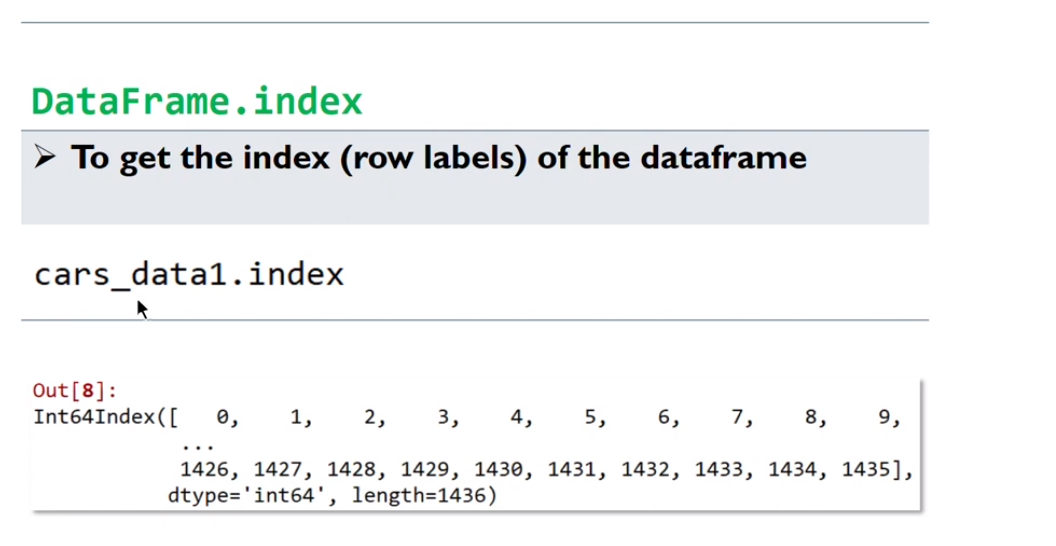 DataFrame.index
➤ To get the index (row labels) of the dataframe
cars_data1.index
Out[8]:
Int64Index([   0,    1,    2,    3,    4,    5,    6,    7,    8,    9,
            ...
            1426, 1427, 1428, 1429, 1430, 1431, 1432, 1433, 1434, 1435],
           dtype='int64', length=1436)